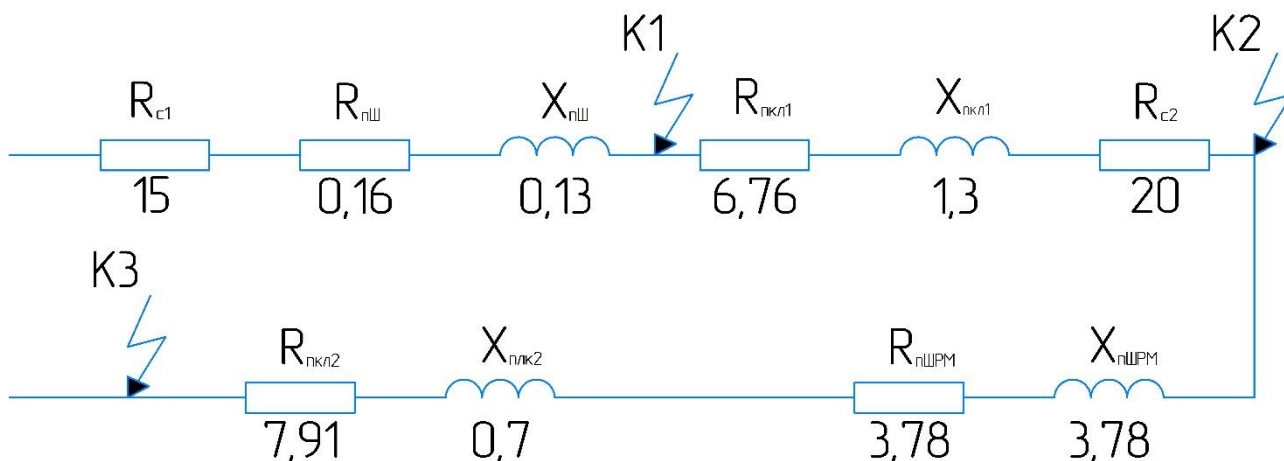 K1 K2
Rс1 RпШ XпШ Rпкл1 Xпкл1 Rс2
15 0,16 0,13 6,76 1,3 20
K3
Rпкл2 Xплк2 RпШРМ XпШРМ
7,91 0,7 3,78 3,78